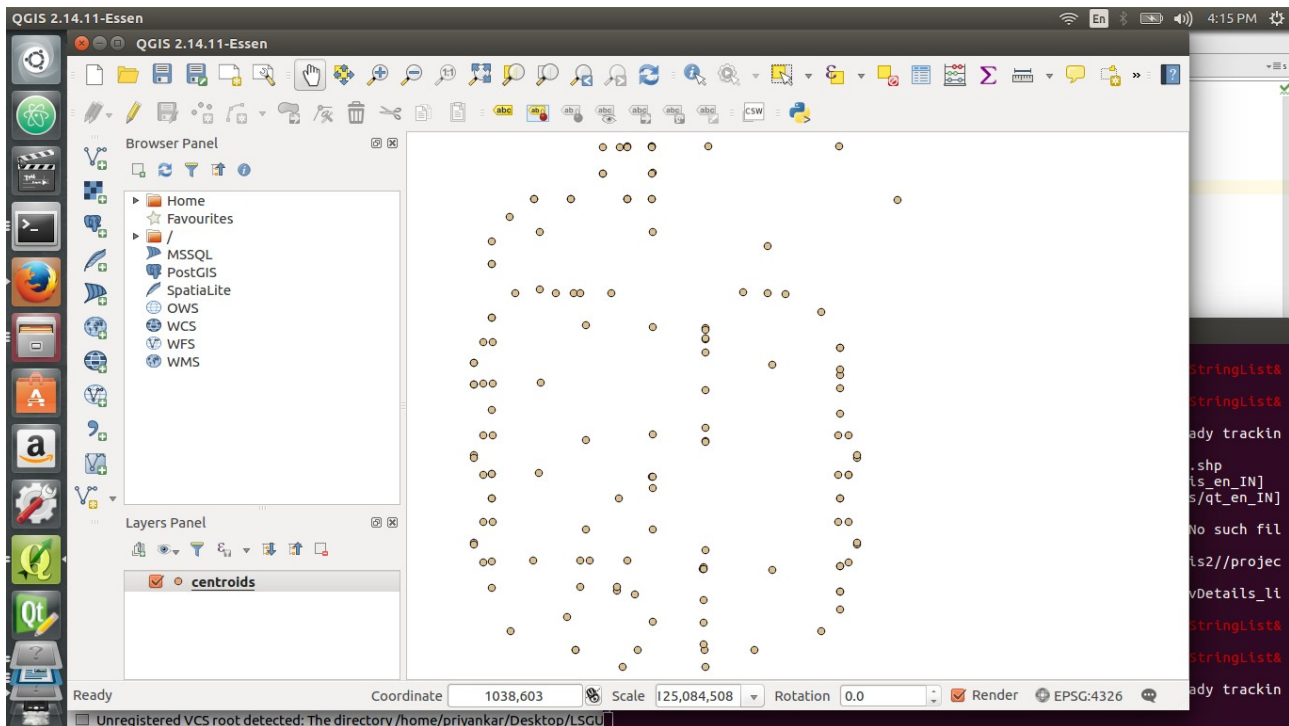 QGIS 2.14.11-Essen
En
4:15 PM
QGIS 2.14.11-Essen
abc
CSW
Browser Panel
Home
Favourites
/
MSSQL
PostGIS
SpatiaLite
OWS
WCS
WFS
WMS
Layers Panel
centroids
StringList&
StringList&
ady trackin
.shp
is_en_IN]
s/qt_en_IN]
No such fil
is2//projec
vDetails_li
StringList&
StringList&
ady trackin
Ready
Coordinate 1038,603 Scale 125,084,508 Rotation 0.0 Render EPSG:4326
Unregistered VCS root detected: The directory /home/priyankar/Desktop/LSGU